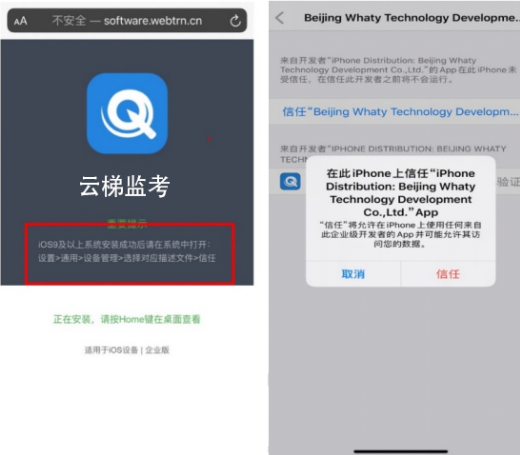 AA 不安全 — software.webtrn.cn
云梯监考
重要提示
iOS9及以上系统安装成功后请在系统中打开：
设置>通用>设备管理>选择对应描述文件>信任
正在安装，请按Home键在桌面查看
适用于iOS设备 | 企业版
Beijing Whaty Technology Developme...
来自开发者“iPhone Distribution: Beijing Whaty
Technology Development Co.,Ltd.”的 App在此 iPhone未
受信任。在信任此开发者之前将不会运行。
信任“Beijing Whaty Technology Developm...
来自开发者“IPHONE DISTRIBUTION: BEIJING WHATY
TECH
验证
在此 iPhone 上信任“iPhone
Distribution: Beijing Whaty
Technology Development
Co.,Ltd.”App
“信任”将允许在 iPhone 上使用任何来自
此企业级开发者的 App 并可能允许其访
问您的数据。
取消
信任